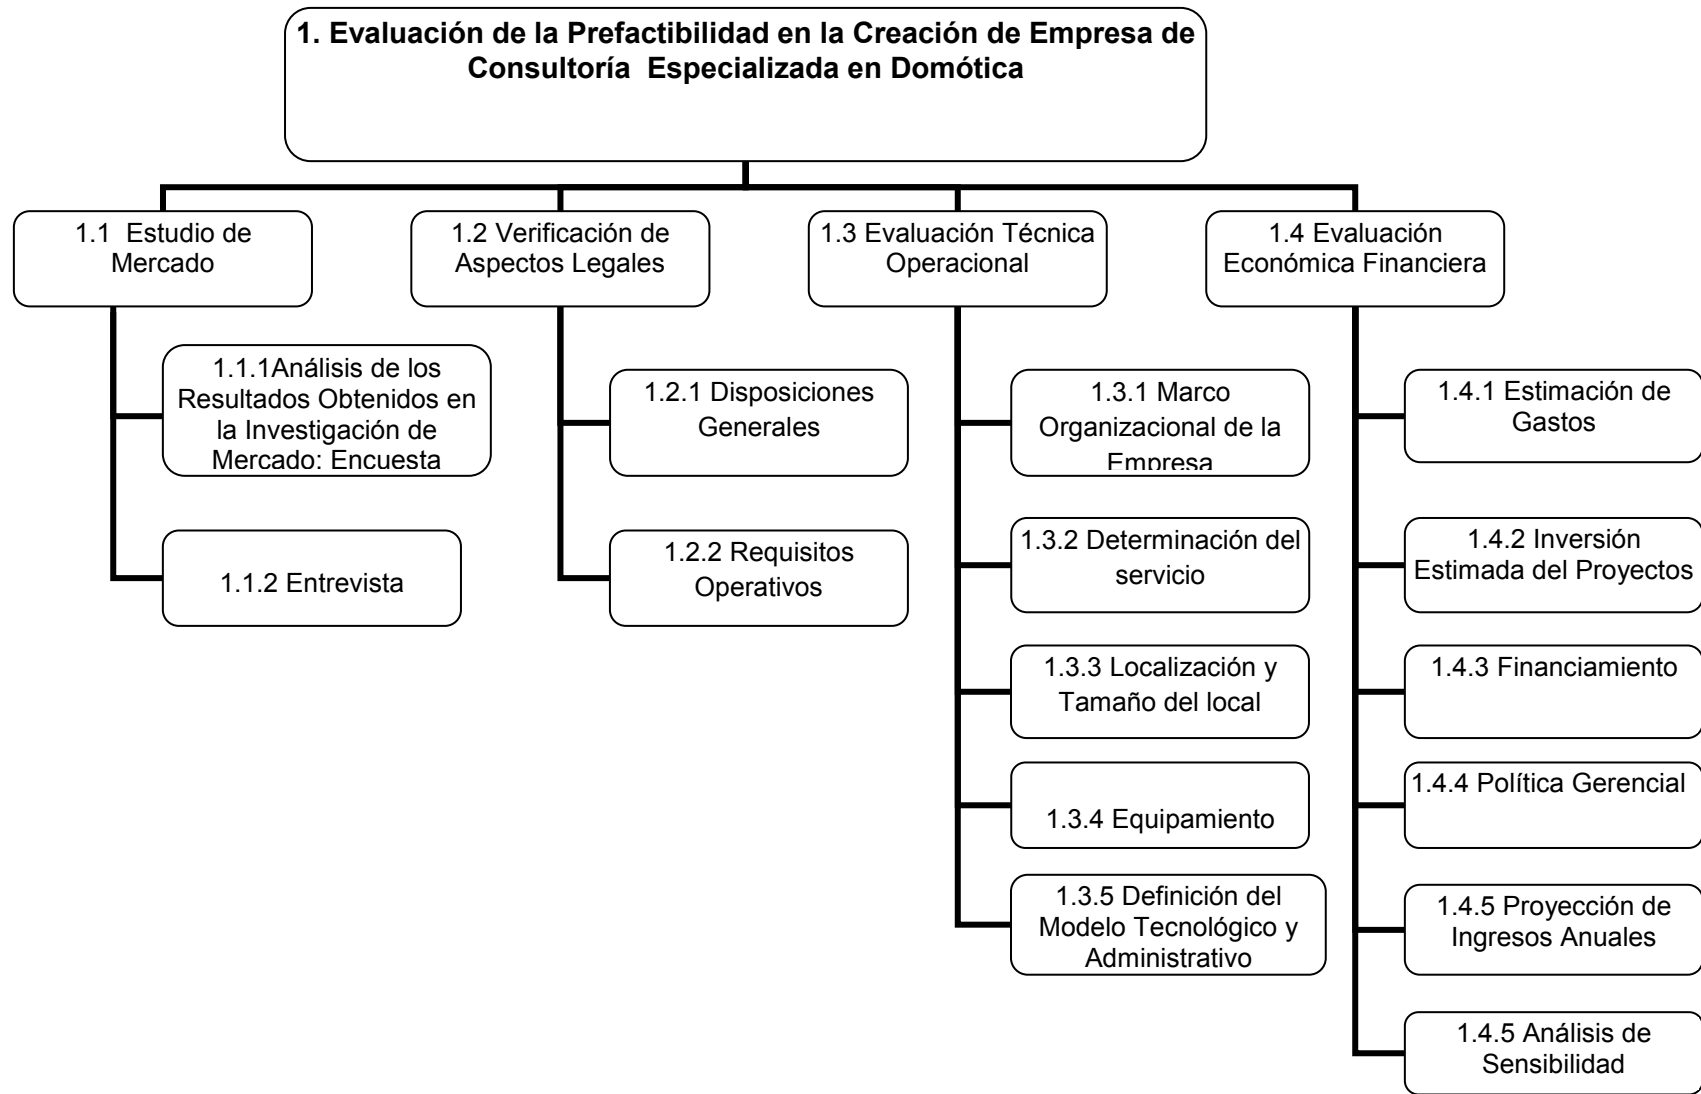 1. Evaluación de la Prefactibilidad en la Creación de Empresa de
Consultoría  Especializada en Domótica
1.1  Estudio de
Mercado
1.1.1Análisis de los
Resultados Obtenidos en
la Investigación de
Mercado: Encuesta
1.1.2 Entrevista
1.2 Verificación de
Aspectos Legales
1.2.1 Disposiciones
Generales
1.2.2 Requisitos
Operativos
1.3 Evaluación Técnica
Operacional
1.3.1 Marco
Organizacional de la
Empresa
1.3.2 Determinación del
servicio
1.3.3 Localización y
Tamaño del local
1.3.4 Equipamiento
1.3.5 Definición del
Modelo Tecnológico y
Administrativo
1.4 Evaluación
Económica Financiera
1.4.1 Estimación de
Gastos
1.4.2 Inversión
Estimada del Proyectos
1.4.3 Financiamiento
1.4.4 Política Gerencial
1.4.5 Proyección de
Ingresos Anuales
1.4.5 Análisis de
Sensibilidad